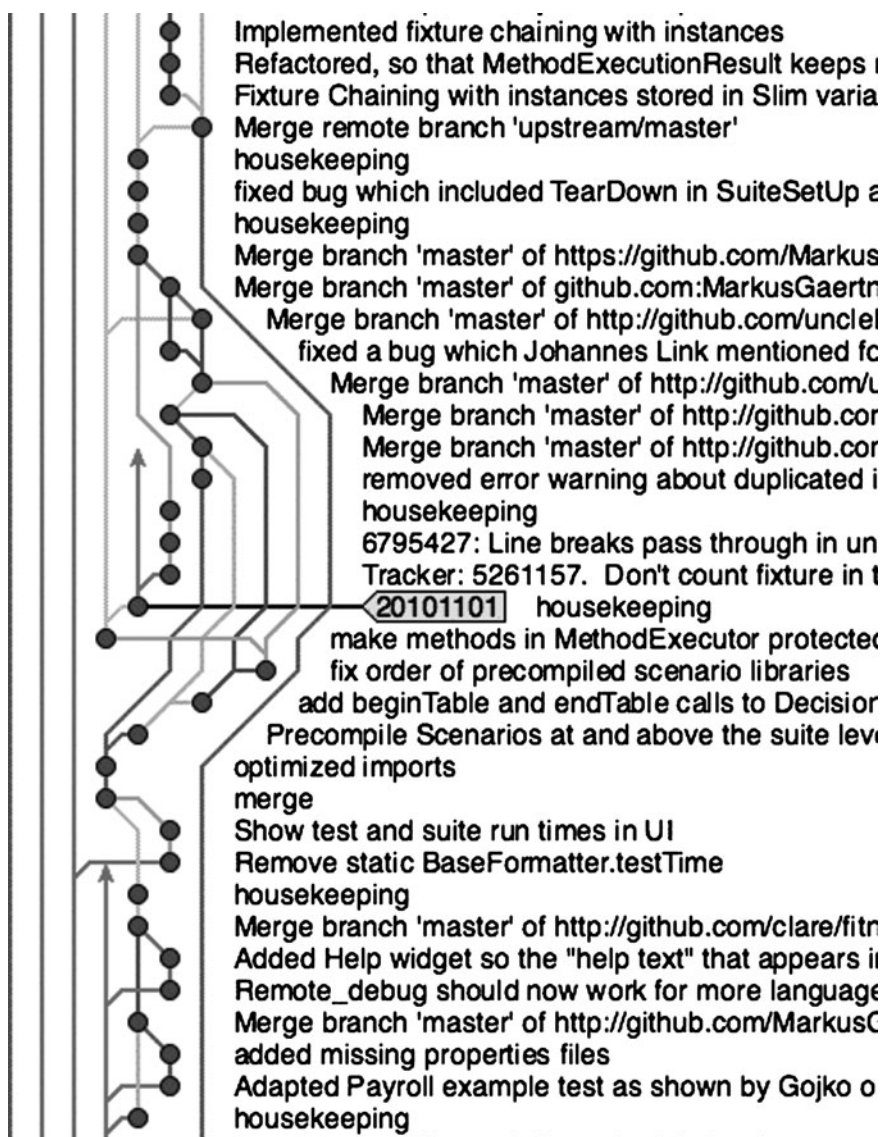 Implemented fixture chaining with instances
Refactored, so that MethodExecutionResult keeps
Fixture Chaining with instances stored in Slim varia
Merge remote branch 'upstream/master'
housekeeping
fixed bug which included TearDown in SuiteSetUp a
housekeeping
Merge branch 'master' of https://github.com/Markus
Merge branch 'master' of github.com:MarkusGaertn
Merge branch 'master' of http://github.com/unclel
fixed a bug which Johannes Link mentioned fo
Merge branch 'master' of http://github.com/u
Merge branch 'master' of http://github.cor
Merge branch 'master' of http://github.cor
removed error warning about duplicated i
housekeeping
6795427: Line breaks pass through in un
Tracker: 5261157. Don't count fixture in t
20101101 housekeeping
make methods in MethodExecutor protected
fix order of precompiled scenario libraries
add beginTable and endTable calls to Decision
Precompile Scenarios at and above the suite leve
optimized imports
merge
Show test and suite run times in UI
Remove static BaseFormatter.testTime
housekeeping
Merge branch 'master' of http://github.com/clare/fitn
Added Help widget so the "help text" that appears i
Remote_debug should now work for more language
Merge branch 'master' of http://github.com/MarkusG
added missing properties files
Adapted Payroll example test as shown by Gojko o
housekeeping